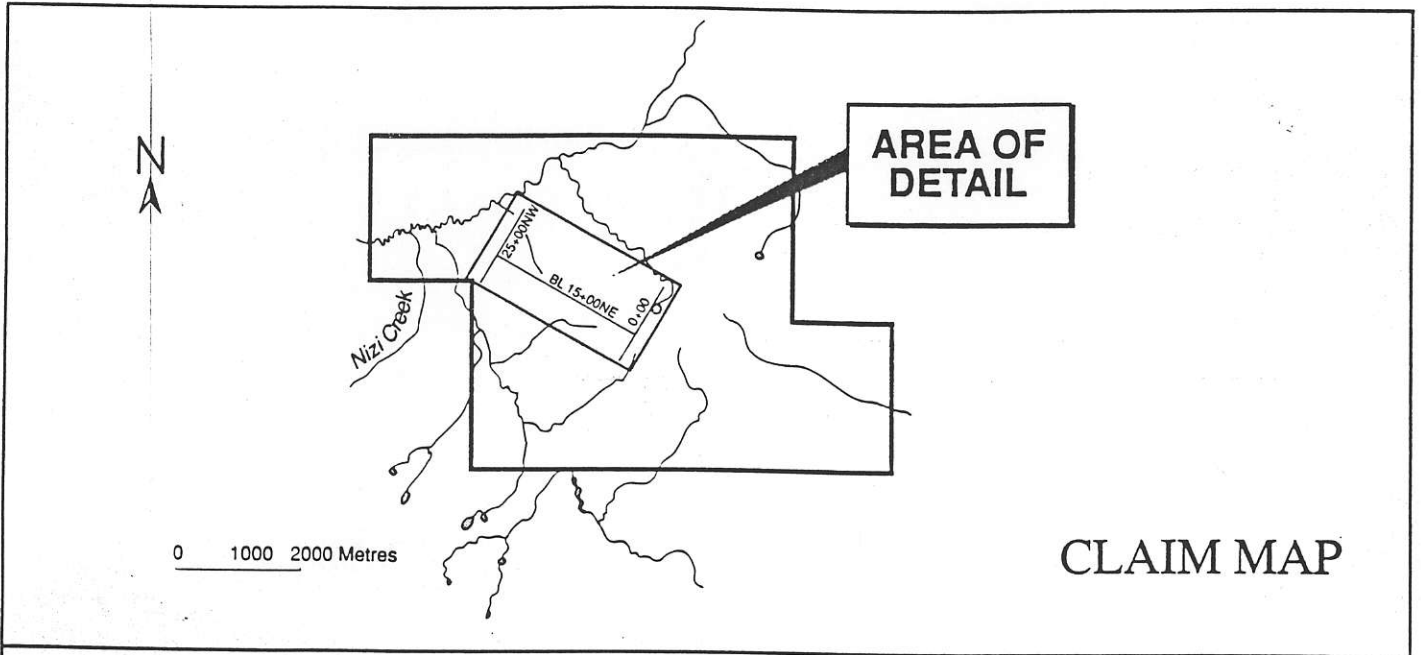 N
AREA OF
DETAIL
25+00NW
BL 15+00NE
0+00
Nizi Creek
0 1000 2000 Metres
CLAIM MAP